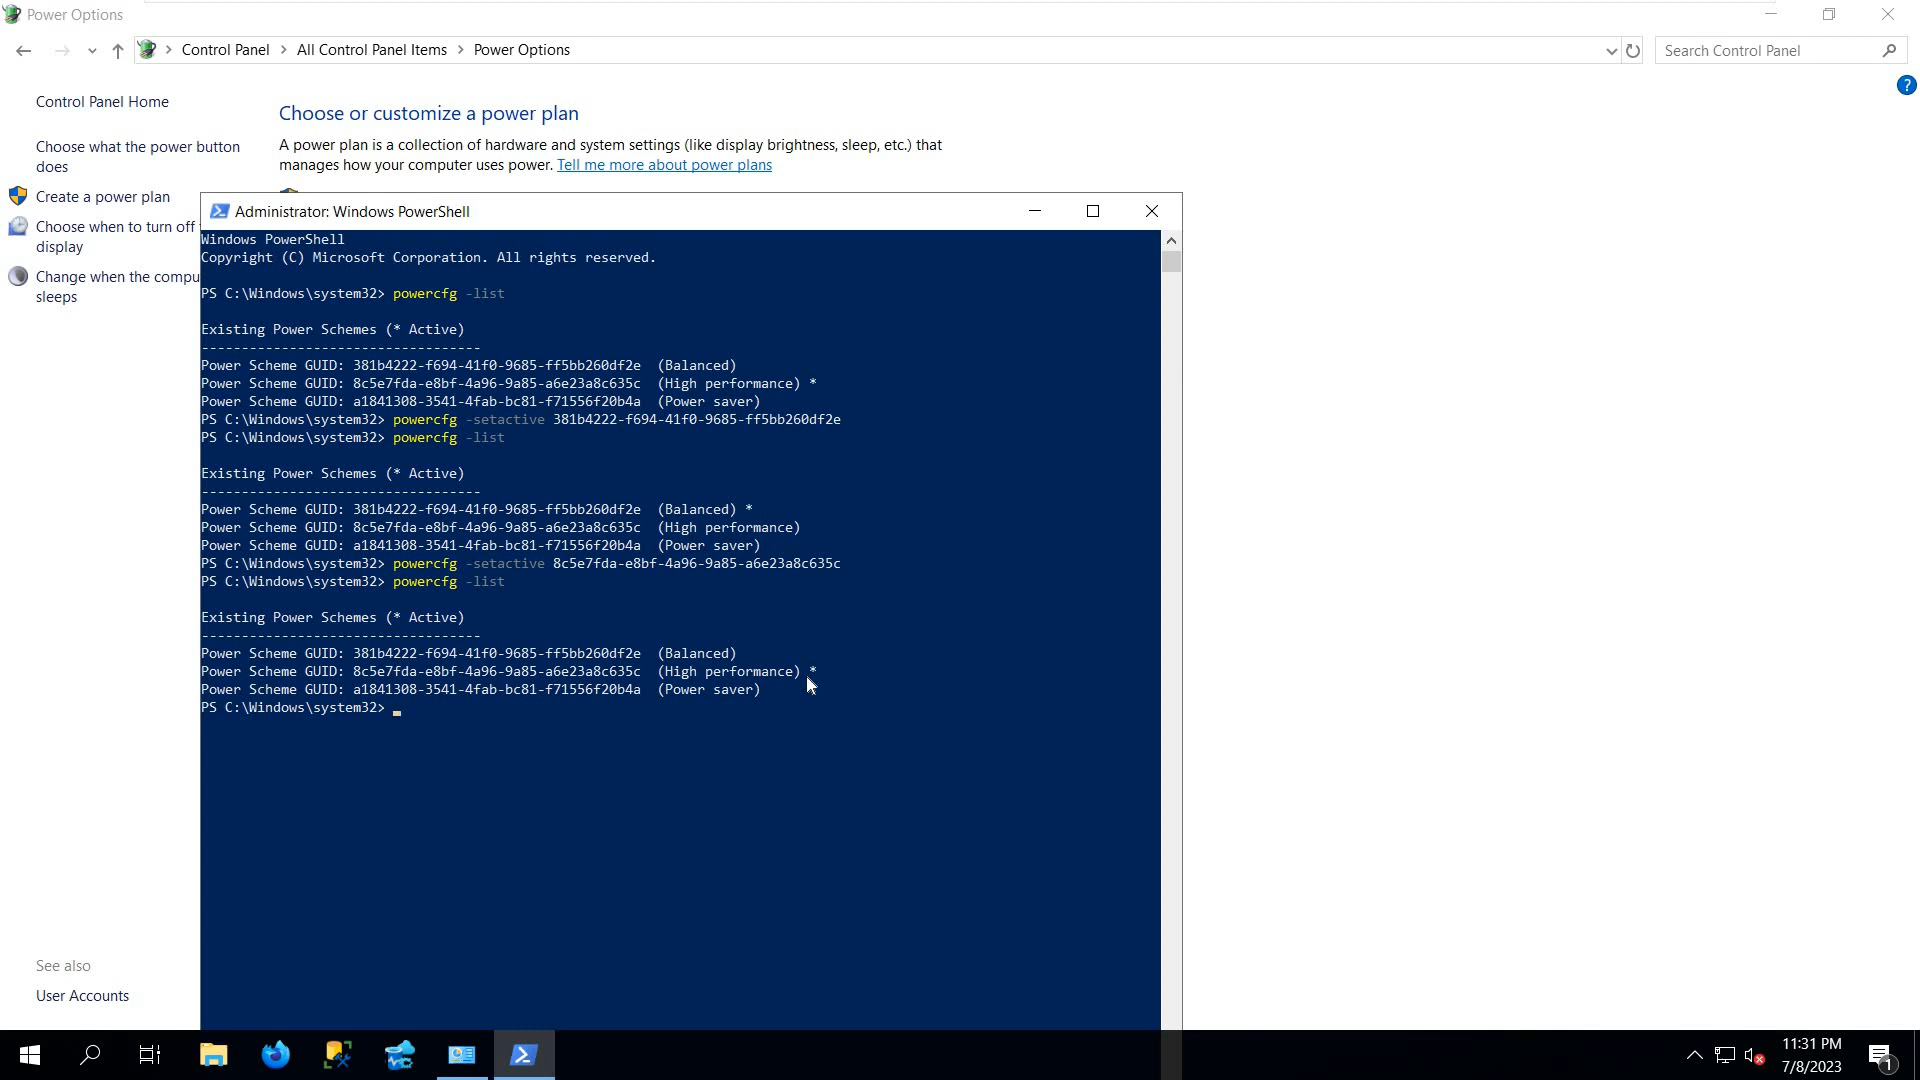 Power Options
Control Panel > All Control Panel Items > Power Options
Search Control Panel
?
Control Panel Home
Choose what the power button
does
Create a power plan
Choose when to turn off
display
Change when the compu
sleeps
Choose or customize a power plan
A power plan is a collection of hardware and system settings (like display brightness, sleep, etc.) that
manages how your computer uses power. Tell me more about power plans
Administrator: Windows PowerShell
Windows PowerShell
Copyright (C) Microsoft Corporation. All rights reserved.
PS C:\Windows\system32> powercfg -list
Existing Power Schemes (* Active)
-----------------------------------
Power Scheme GUID: 381b4222-f694-41f0-9685-ff5bb260df2e  (Balanced)
Power Scheme GUID: 8c5e7fda-e8bf-4a96-9a85-a6e23a8c635c  (High performance) *
Power Scheme GUID: a1841308-3541-4fab-bc81-f71556f20b4a  (Power saver)
PS C:\Windows\system32> powercfg -setactive 381b4222-f694-41f0-9685-ff5bb260df2e
PS C:\Windows\system32> powercfg -list
Existing Power Schemes (* Active)
-----------------------------------
Power Scheme GUID: 381b4222-f694-41f0-9685-ff5bb260df2e  (Balanced) *
Power Scheme GUID: 8c5e7fda-e8bf-4a96-9a85-a6e23a8c635c  (High performance)
Power Scheme GUID: a1841308-3541-4fab-bc81-f71556f20b4a  (Power saver)
PS C:\Windows\system32> powercfg -setactive 8c5e7fda-e8bf-4a96-9a85-a6e23a8c635c
PS C:\Windows\system32> powercfg -list
Existing Power Schemes (* Active)
-----------------------------------
Power Scheme GUID: 381b4222-f694-41f0-9685-ff5bb260df2e  (Balanced)
Power Scheme GUID: 8c5e7fda-e8bf-4a96-9a85-a6e23a8c635c  (High performance) *
Power Scheme GUID: a1841308-3541-4fab-bc81-f71556f20b4a  (Power saver)
PS C:\Windows\system32>
See also
User Accounts
11:31 PM
7/8/2023
1